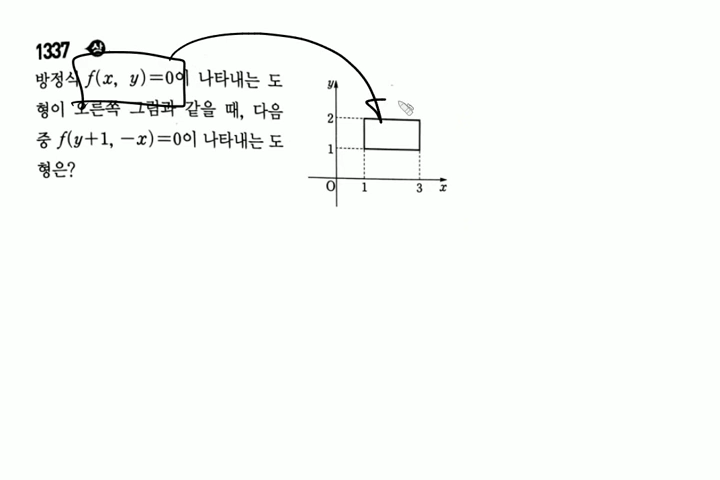 1337 상
방정식 f(x, y)=0이 나타내는 도
형이 오른쪽 그림과 같을 때, 다음
중 f(y+1, −x)=0이 나타내는 도
형은?
y
2
1
O 1 3 x